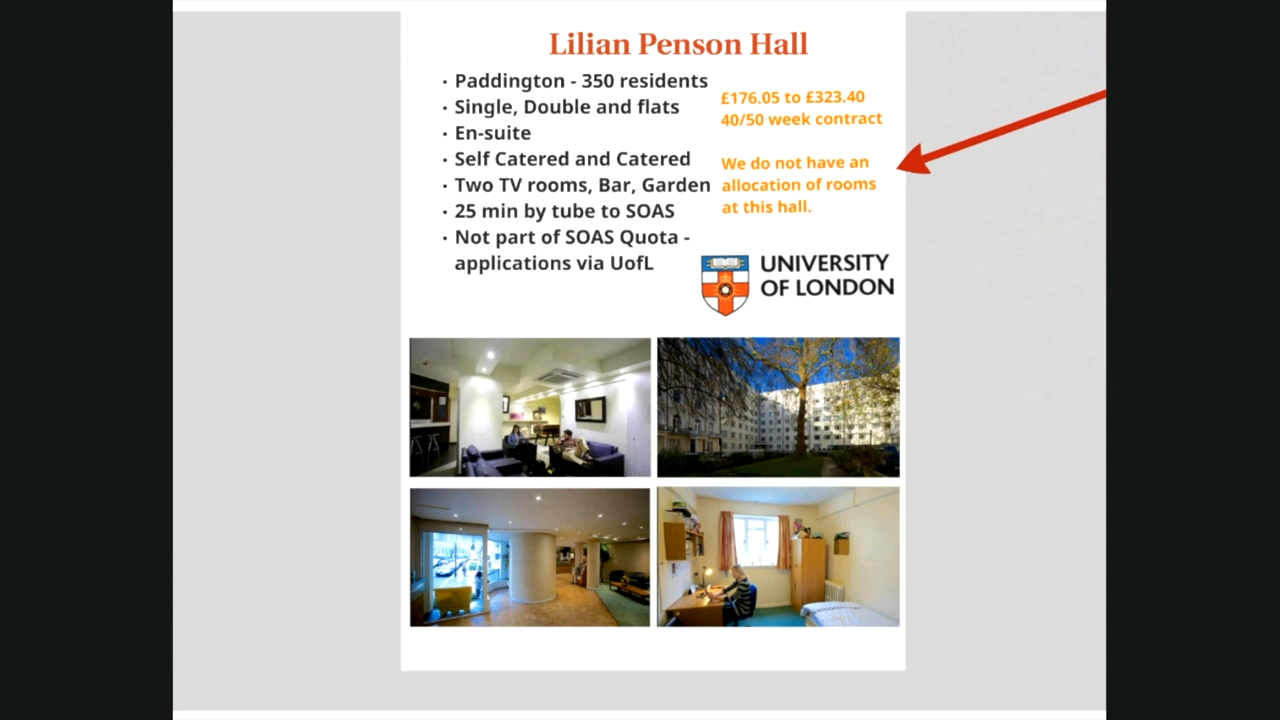 Lilian Penson Hall
· Paddington - 350 residents
· Single, Double and flats
· En-suite
· Self Catered and Catered
· Two TV rooms, Bar, Garden
· 25 min by tube to SOAS
· Not part of SOAS Quota -
applications via UofL
£176.05 to £323.40
40/50 week contract
We do not have an
allocation of rooms
at this hall.
UNIVERSITY
OF LONDON